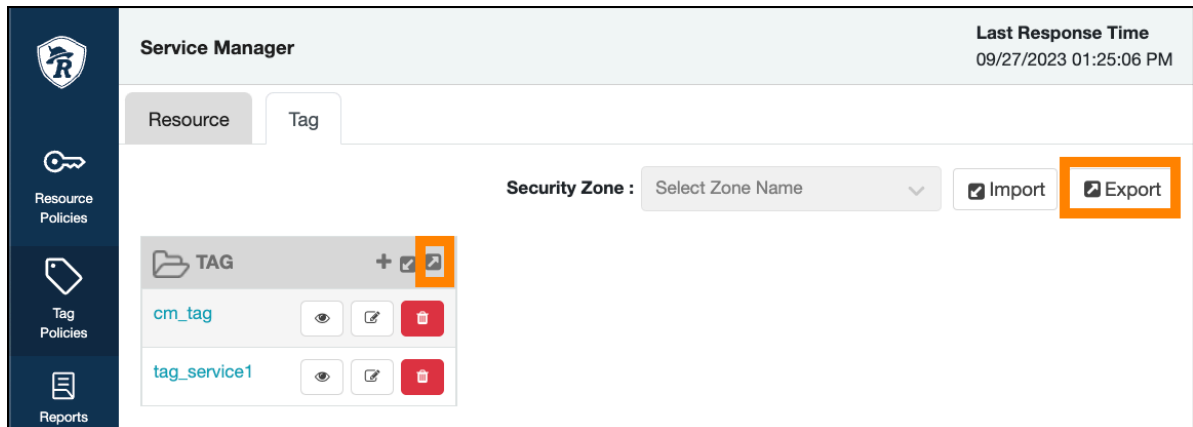 R
Service Manager
Last Response Time
09/27/2023 01:25:06 PM
Resource
Tag
Resource
Policies
Security Zone :
Select Zone Name
Import
Export
TAG
Tag
Policies
cm_tag
tag_service1
Reports